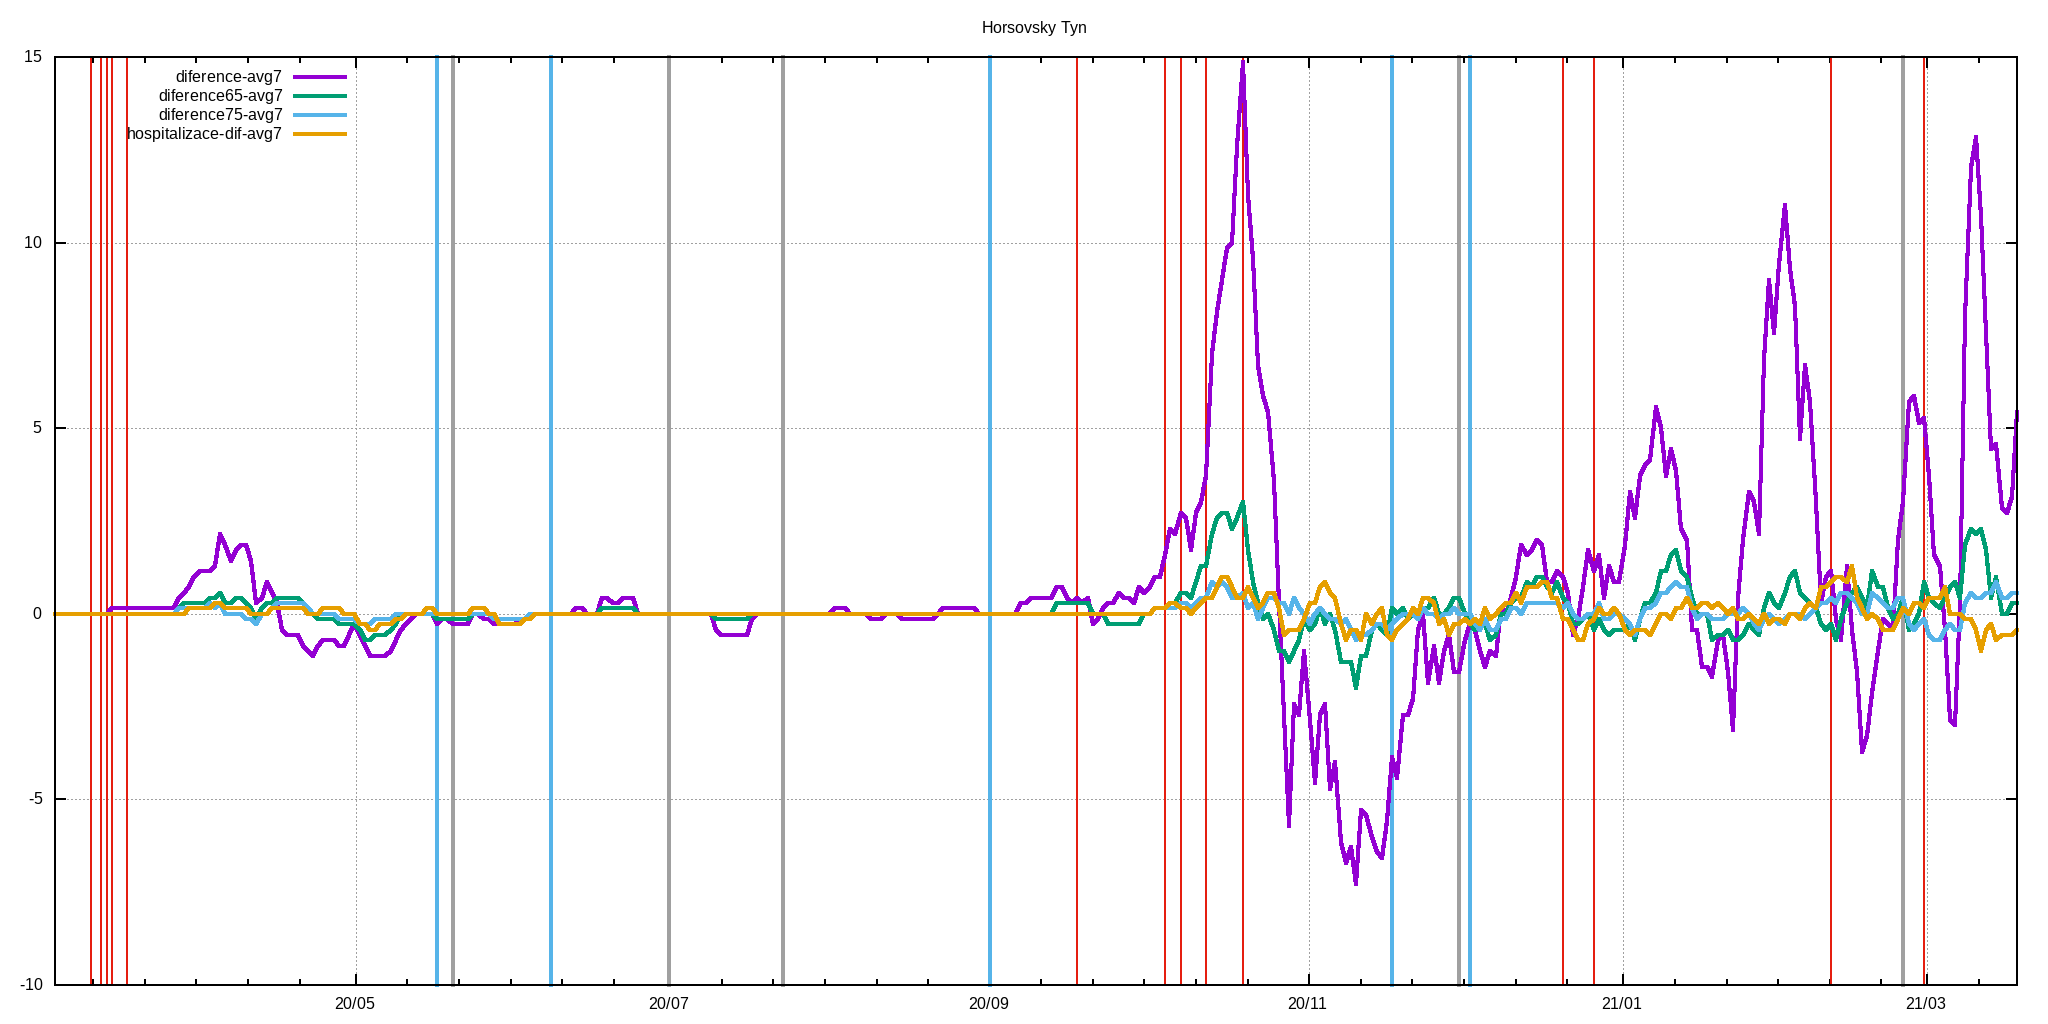 Horsovsky Tyn
15
diference-avg7
diference65-avg7
diference75-avg7
hospitalizace-dif-avg7
10
5
0
-5
-10
20/05
20/07
20/09
20/11
21/01
21/03